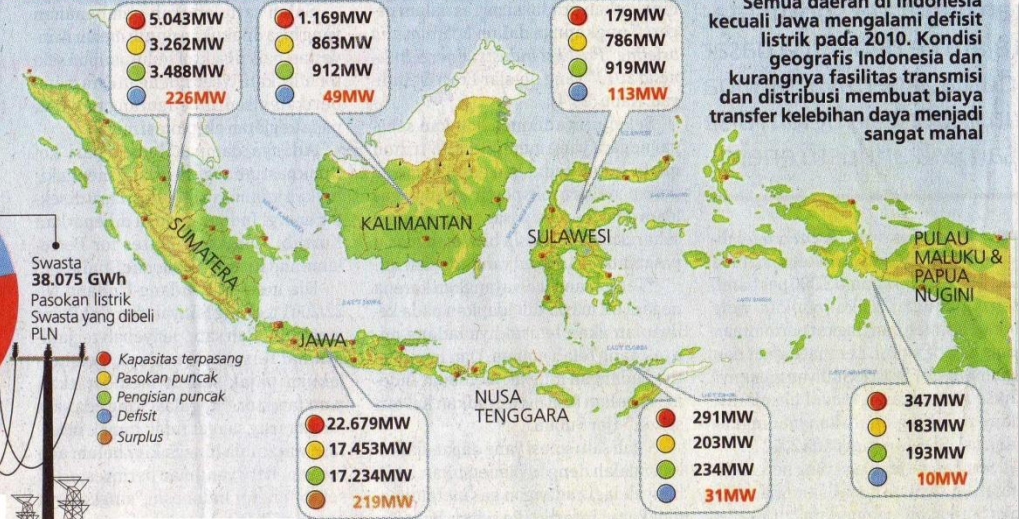 5.043MW
3.262MW
3.488MW
226MW
1.169MW
863MW
912MW
49MW
179MW
786MW
919MW
113MW
Semua daerah di Indonesia
kecuali Jawa mengalami defisit
listrik pada 2010. Kondisi
geografis Indonesia dan
kurangnya fasilitas transmisi
dan distribusi membuat biaya
transfer kelebihan daya menjadi
sangat mahal
SUMATERA
KALIMANTAN
SULAWESI
PULAU
MALUKU &
PAPUA
NUGINI
JAWA
NUSA
TENGGARA
Swasta
38.075 GWh
Pasokan listrik
Swasta yang dibeli
PLN
Kapasitas terpasang
Pasokan puncak
Pengisian puncak
Defisit
Surplus
22.679MW
17.453MW
17.234MW
219MW
291MW
203MW
234MW
31MW
347MW
183MW
193MW
10MW